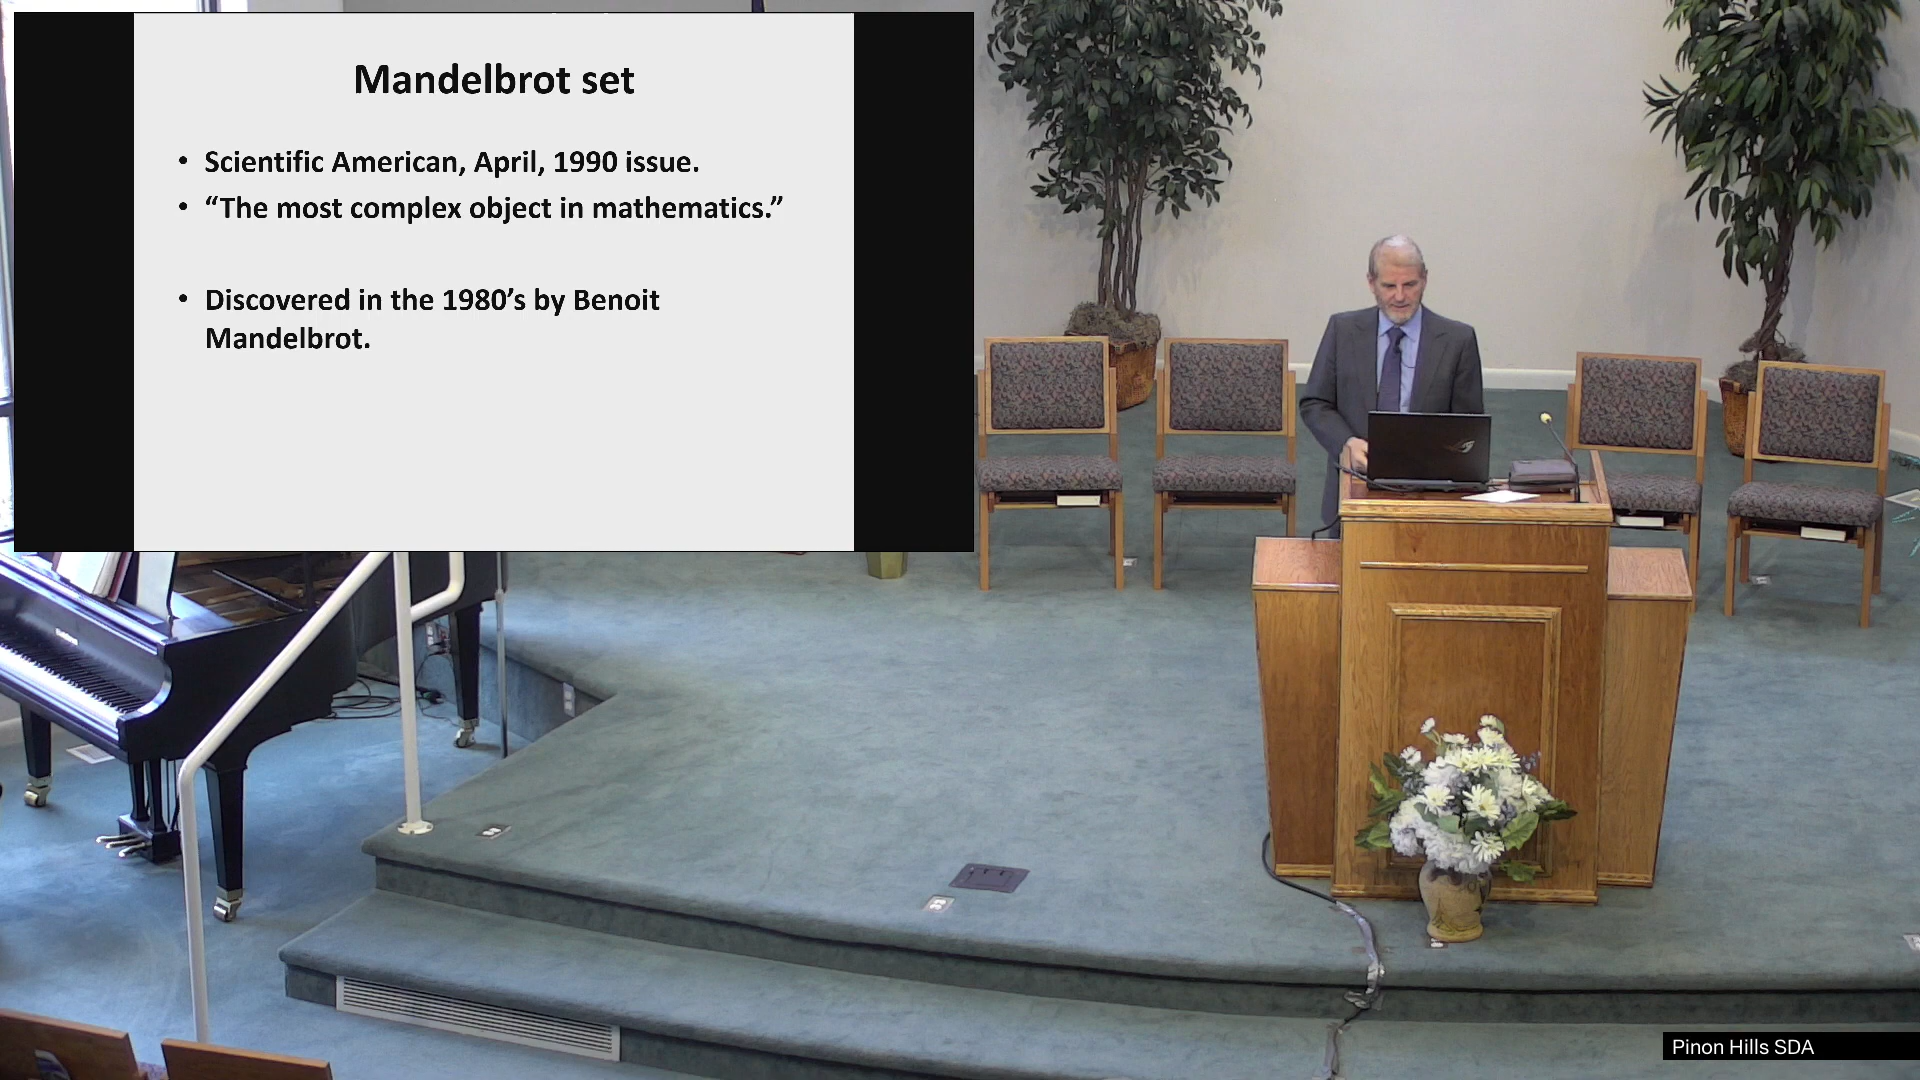 Mandelbrot set
• Scientific American, April, 1990 issue.
• “The most complex object in mathematics.”
• Discovered in the 1980’s by Benoit
Mandelbrot.
Pinon Hills SDA